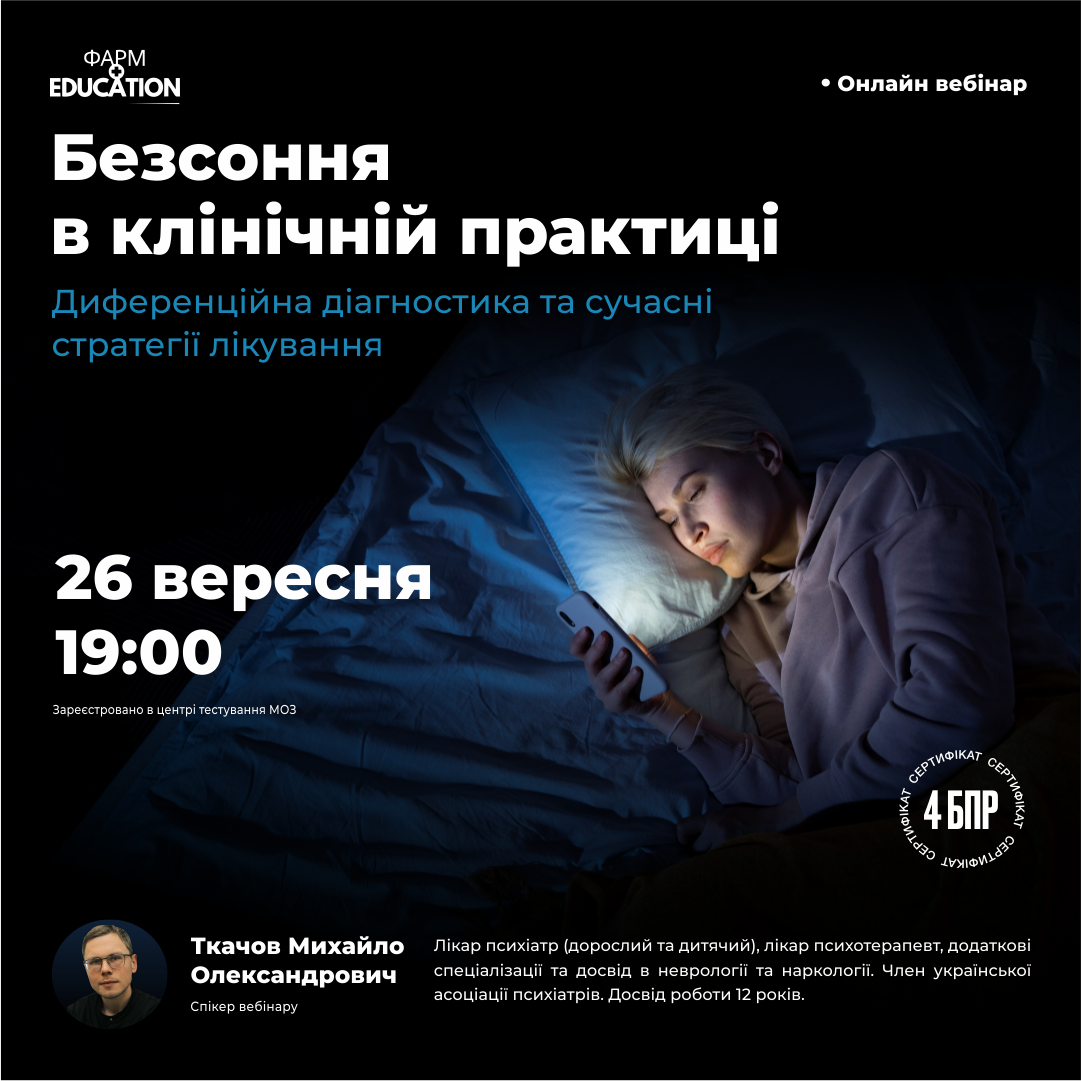 ФАРМ
EDUCATION
• Онлайн вебінар
Безсоння
в клінічній практиці
Диференційна діагностика та сучасні
стратегії лікування
26 вересня
19:00
Зареєстровано в центрі тестування МОЗ
СЕРТИФІКАТ СЕРТИФІКАТ СЕРТИФІКАТ СЕРТИФІКАТ
4 БПР
Ткачов Михайло
Олександрович
Спікер вебінару
Лікар психіатр (дорослий та дитячий), лікар психотерапевт, додаткові
спеціалізації та досвід в неврології та наркології. Член української
асоціації психіатрів. Досвід роботи 12 років.